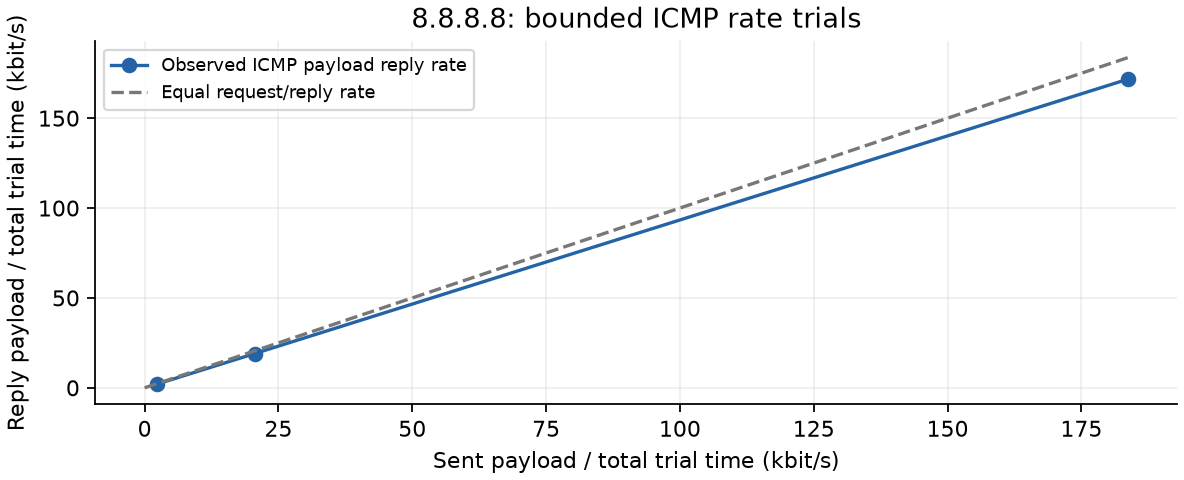 8.8.8.8: bounded ICMP rate trials
Observed ICMP payload reply rate
Equal request/reply rate
Reply payload / total trial time (kbit/s)
150
100
50
0
0 25 50 75 100 125 150 175
Sent payload / total trial time (kbit/s)